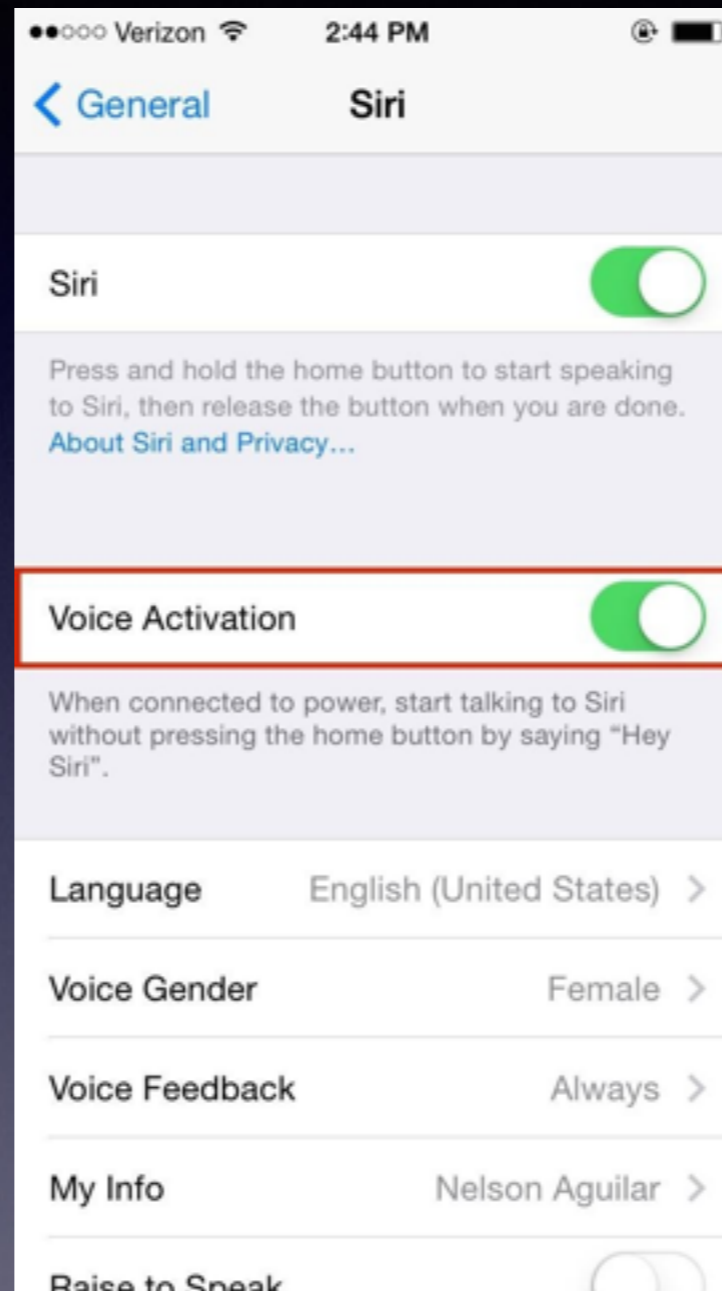 Verizon 2:44 PM
General Siri
Siri
Press and hold the home button to start speaking
to Siri, then release the button when you are done.
About Siri and Privacy...
Voice Activation
When connected to power, start talking to Siri
without pressing the home button by saying “Hey
Siri”.
Language English (United States)
Voice Gender Female
Voice Feedback Always
My Info Nelson Aguilar
Raise to Speak